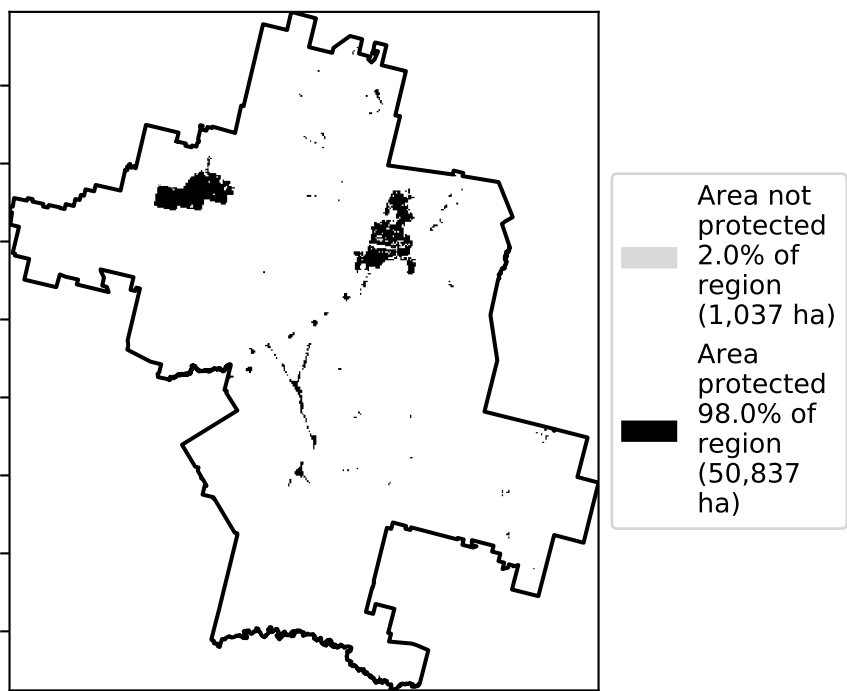 Area not
protected
2.0% of
region
(1,037 ha)
Area
protected
98.0% of
region
(50,837
ha)